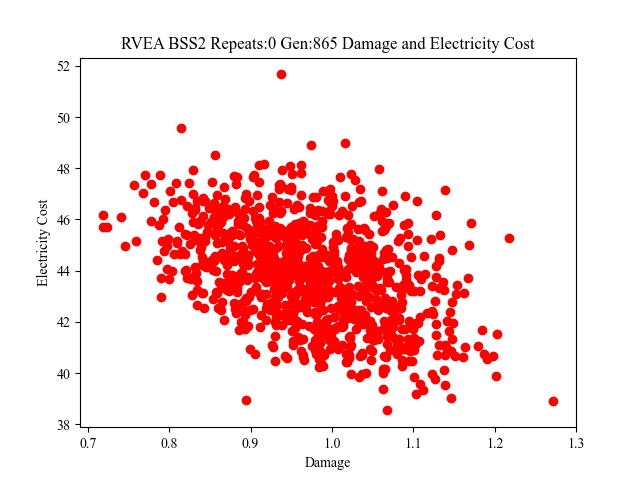 RVEA BSS2 Repeats:0 Gen:865 Damage and Electricity Cost
52
50
48
46
44
42
40
38
Electricity Cost
0.7 0.8 0.9 1.0 1.1 1.2 1.3
Damage